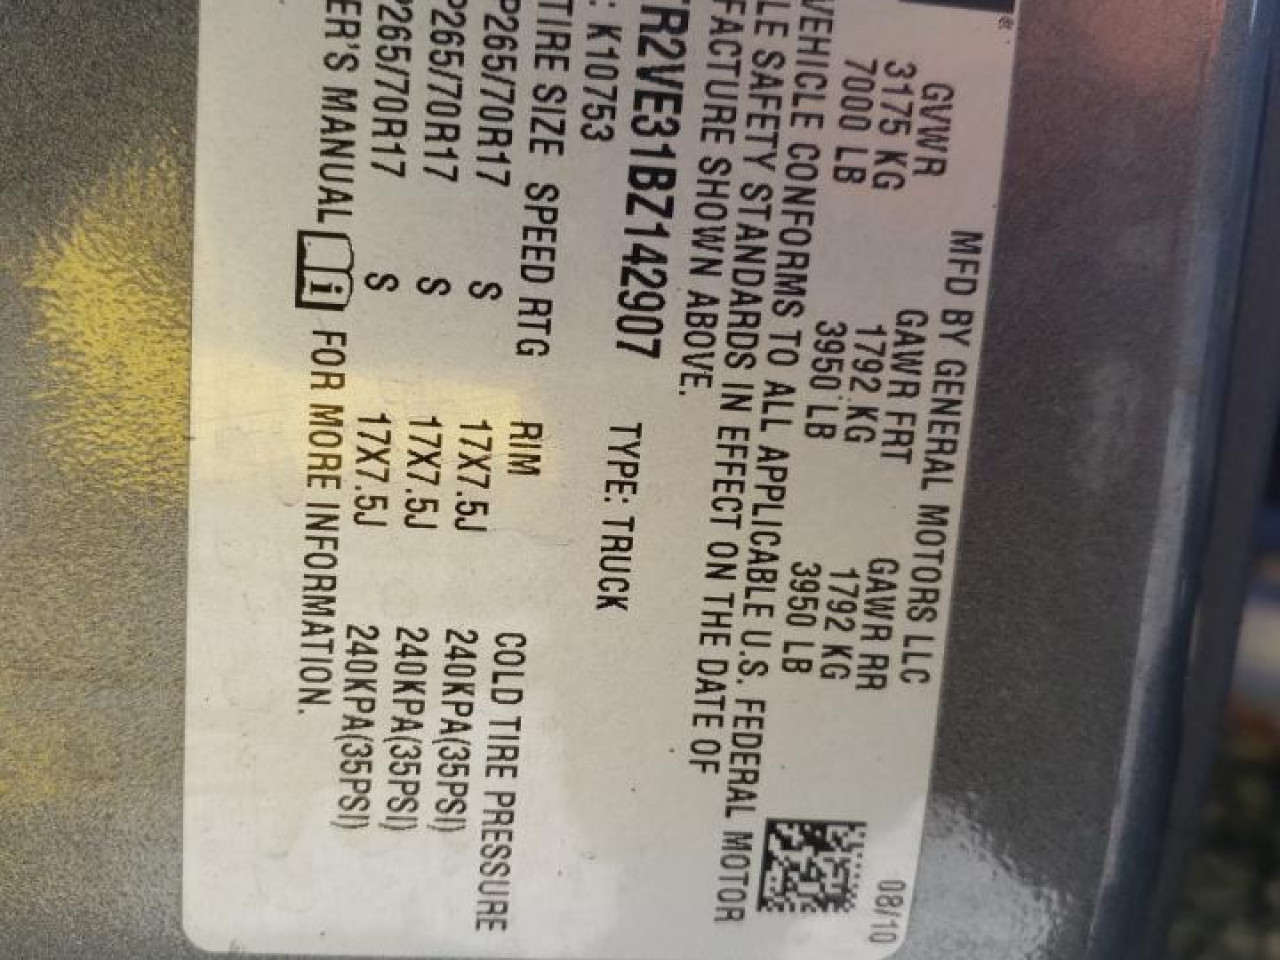 MFD BY GENERAL MOTORS LLC
08/10
GVWR GAWR FRT GAWR RR
3175 KG 1792 KG 1792 KG
7000 LB 3950 LB 3950 LB
VEHICLE CONFORMS TO ALL APPLICABLE U.S. FEDERAL MOTOR
LE SAFETY STANDARDS IN EFFECT ON THE DATE OF
FACTURE SHOWN ABOVE.
R2VE31BZ142907 TYPE: TRUCK
: K10753
TIRE SIZE SPEED RTG RIM COLD TIRE PRESSURE
P265/70R17 S 17X7.5J 240KPA(35PSI)
P265/70R17 S 17X7.5J 240KPA(35PSI)
P265/70R17 S 17X7.5J 240KPA(35PSI)
ER'S MANUAL i FOR MORE INFORMATION.